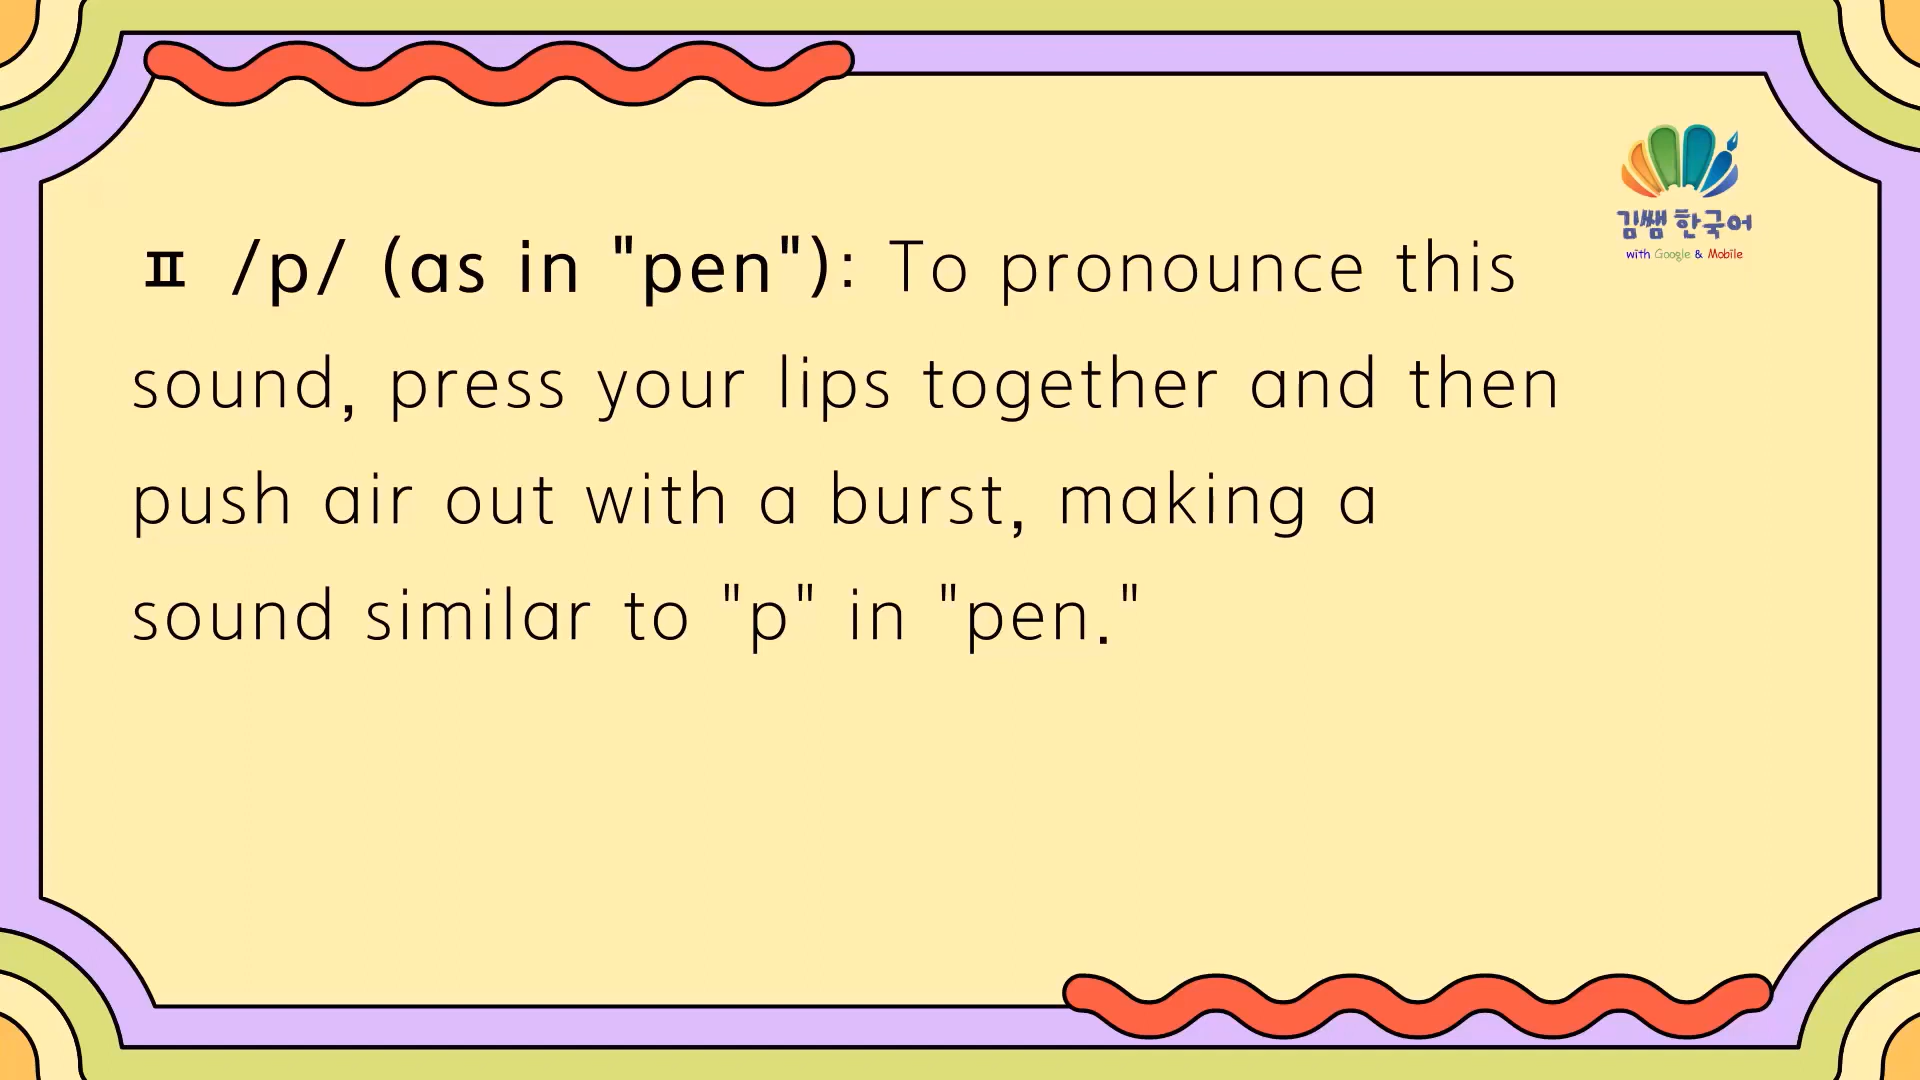 ㅍ /p/ (as in "pen"): To pronounce this
sound, press your lips together and then
push air out with a burst, making a
sound similar to "p" in "pen."
김쌤 한국어
with Google & Mobile